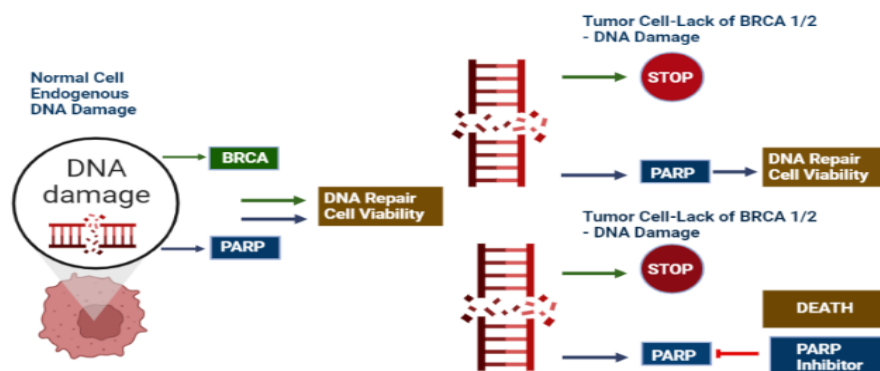 Normal Cell
Endogenous
DNA Damage
DNA
damage
BRCA
PARP
DNA Repair
Cell Viability
Tumor Cell-Lack of BRCA 1/2
- DNA Damage
STOP
PARP
DNA Repair
Cell Viability
Tumor Cell-Lack of BRCA 1/2
- DNA Damage
STOP
DEATH
PARP
PARP
Inhibitor